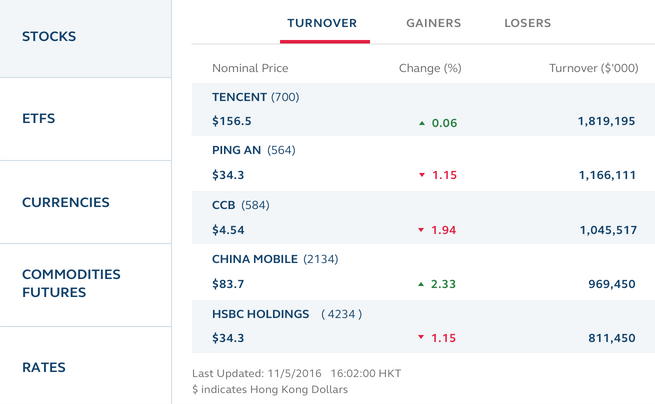 STOCKS
ETFS
CURRENCIES
COMMODITIES
FUTURES
RATES
TURNOVER GAINERS LOSERS
Nominal Price Change (%) Turnover ($'000)
TENCENT (700)
$156.5 ▲ 0.06 1,819,195
PING AN (564)
$34.3 ▼ 1.15 1,166,111
CCB (584)
$4.54 ▼ 1.94 1,045,517
CHINA MOBILE (2134)
$83.7 ▲ 2.33 969,450
HSBC HOLDINGS ( 4234 )
$34.3 ▼ 1.15 811,450
Last Updated: 11/5/2016 16:02:00 HKT
$ indicates Hong Kong Dollars